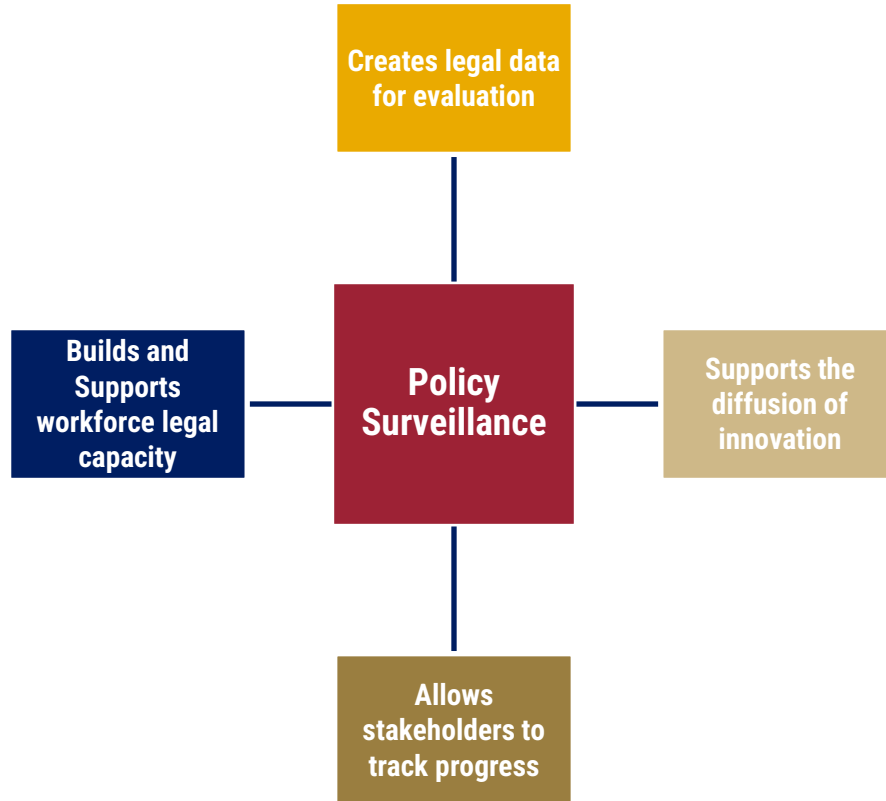 Creates legal data
for evaluation
Builds and
Supports
workforce legal
capacity
Policy
Surveillance
Supports the
diffusion of
innovation
Allows
stakeholders to
track progress